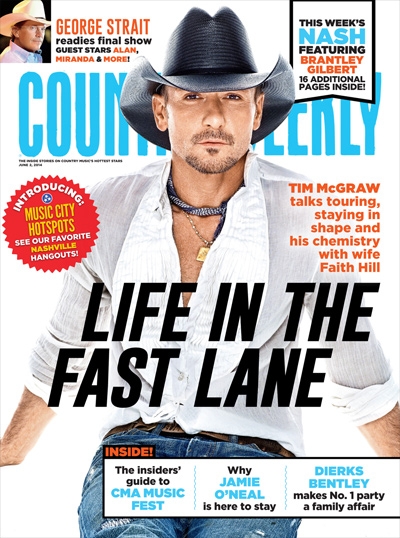 GEORGE STRAIT
readies final show
GUEST STARS ALAN,
MIRANDA & MORE!
THIS WEEK'S
NASH
FEATURING
BRANTLEY
GILBERT
16 ADDITIONAL
PAGES INSIDE!
THE INSIDE STORIES ON COUNTRY MUSIC'S HOTTEST STARS
JUNE 2, 2014
INTRODUCING!
MUSIC CITY
HOTSPOTS
SEE OUR FAVORITE
NASHVILLE
HANGOUTS!
TIM McGRAW
talks touring,
staying in
shape and
his chemistry
with wife
Faith Hill
LIFE IN THE
FAST LANE
INSIDE!
The insiders'
guide to
CMA MUSIC
FEST
Why
JAMIE
O'NEAL
is here to stay
DIERKS
BENTLEY
makes No. 1 party
a family affair